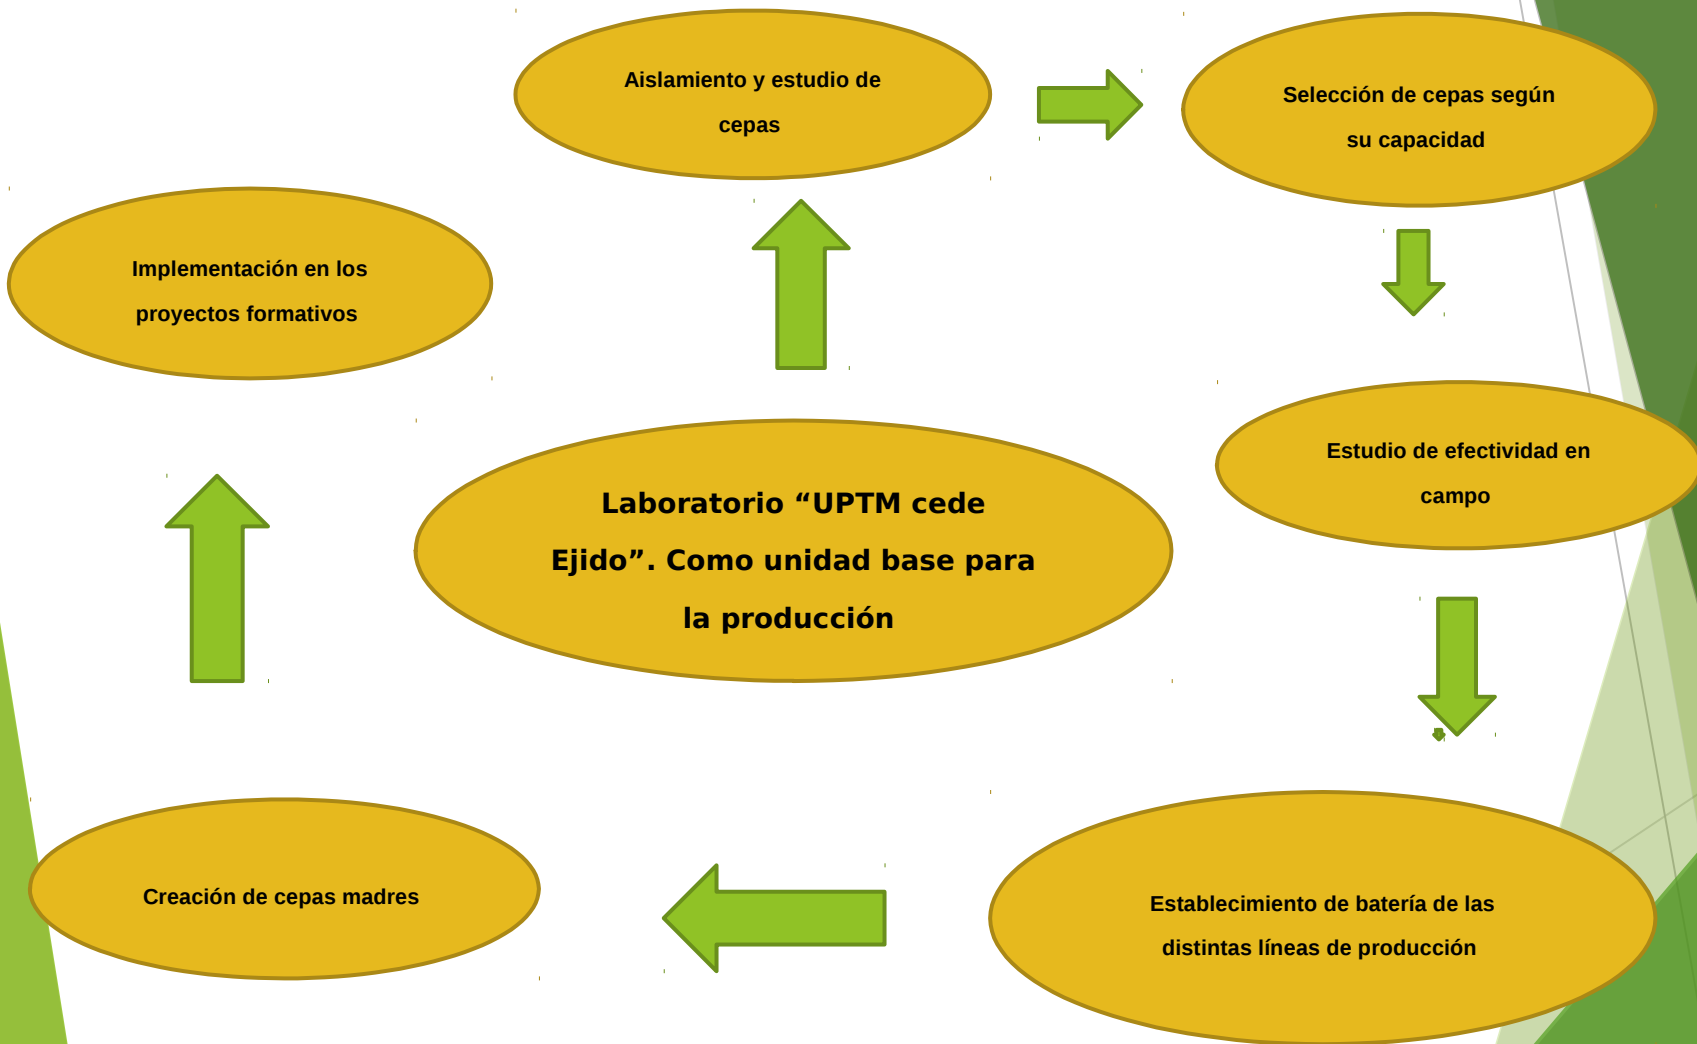 Aislamiento y estudio de
cepas
Selección de cepas según
su capacidad
Implementación en los
proyectos formativos
Estudio de efectividad en
campo
Laboratorio “UPTM cede
Ejido”. Como unidad base para
la producción
Creación de cepas madres
Establecimiento de batería de las
distintas líneas de producción